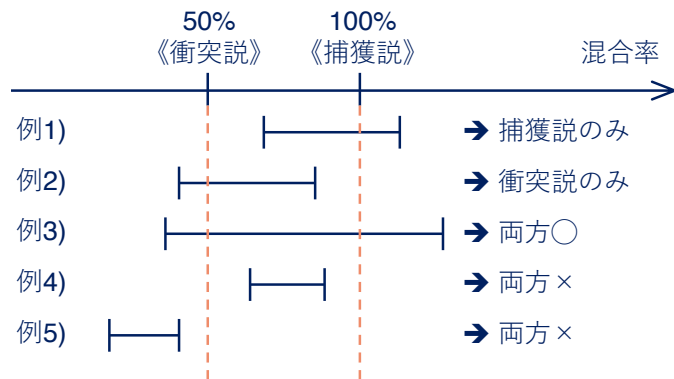 50% 100%
《衝突説》 《捕獲説》 混合率
例1) ➔ 捕獲説のみ
例2) ➔ 衝突説のみ
例3) ➔ 両方◯
例4) ➔ 両方×
例5) ➔ 両方×